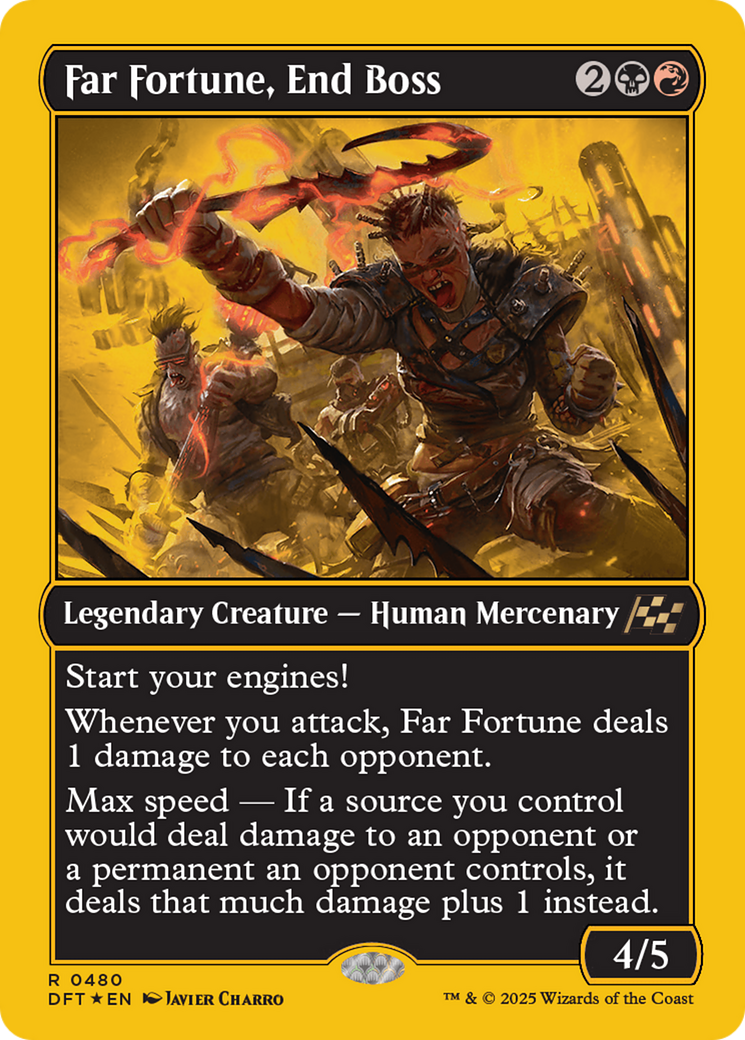 Far Fortune, End Boss 2
Legendary Creature — Human Mercenary
Start your engines!
Whenever you attack, Far Fortune deals
1 damage to each opponent.
Max speed — If a source you control
would deal damage to an opponent or
a permanent an opponent controls, it
deals that much damage plus 1 instead.
4/5
R 0480
DFT★EN Javier Charro
™ & © 2025 Wizards of the Coast